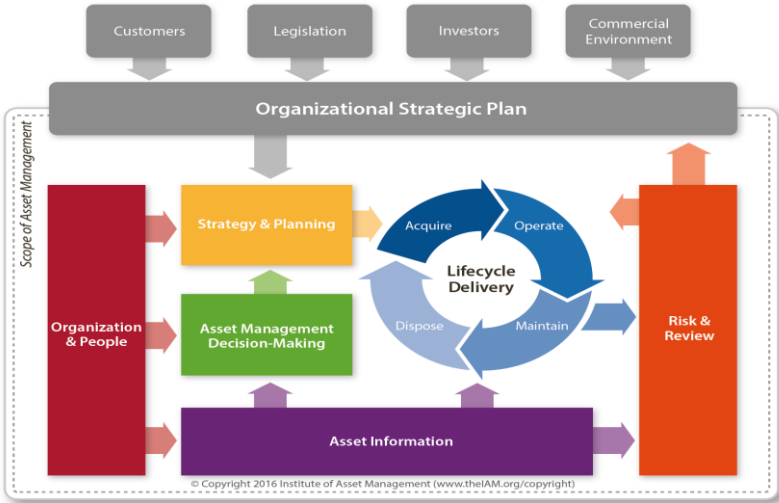 Customers
Legislation
Investors
Commercial
Environment
Organizational Strategic Plan
Scope of Asset Management
Strategy & Planning
Acquire
Operate
Lifecycle
Delivery
Organization
& People
Asset Management
Decision-Making
Dispose
Maintain
Risk &
Review
Asset Information
© Copyright 2016 Institute of Asset Management (www.theIAM.org/copyright)